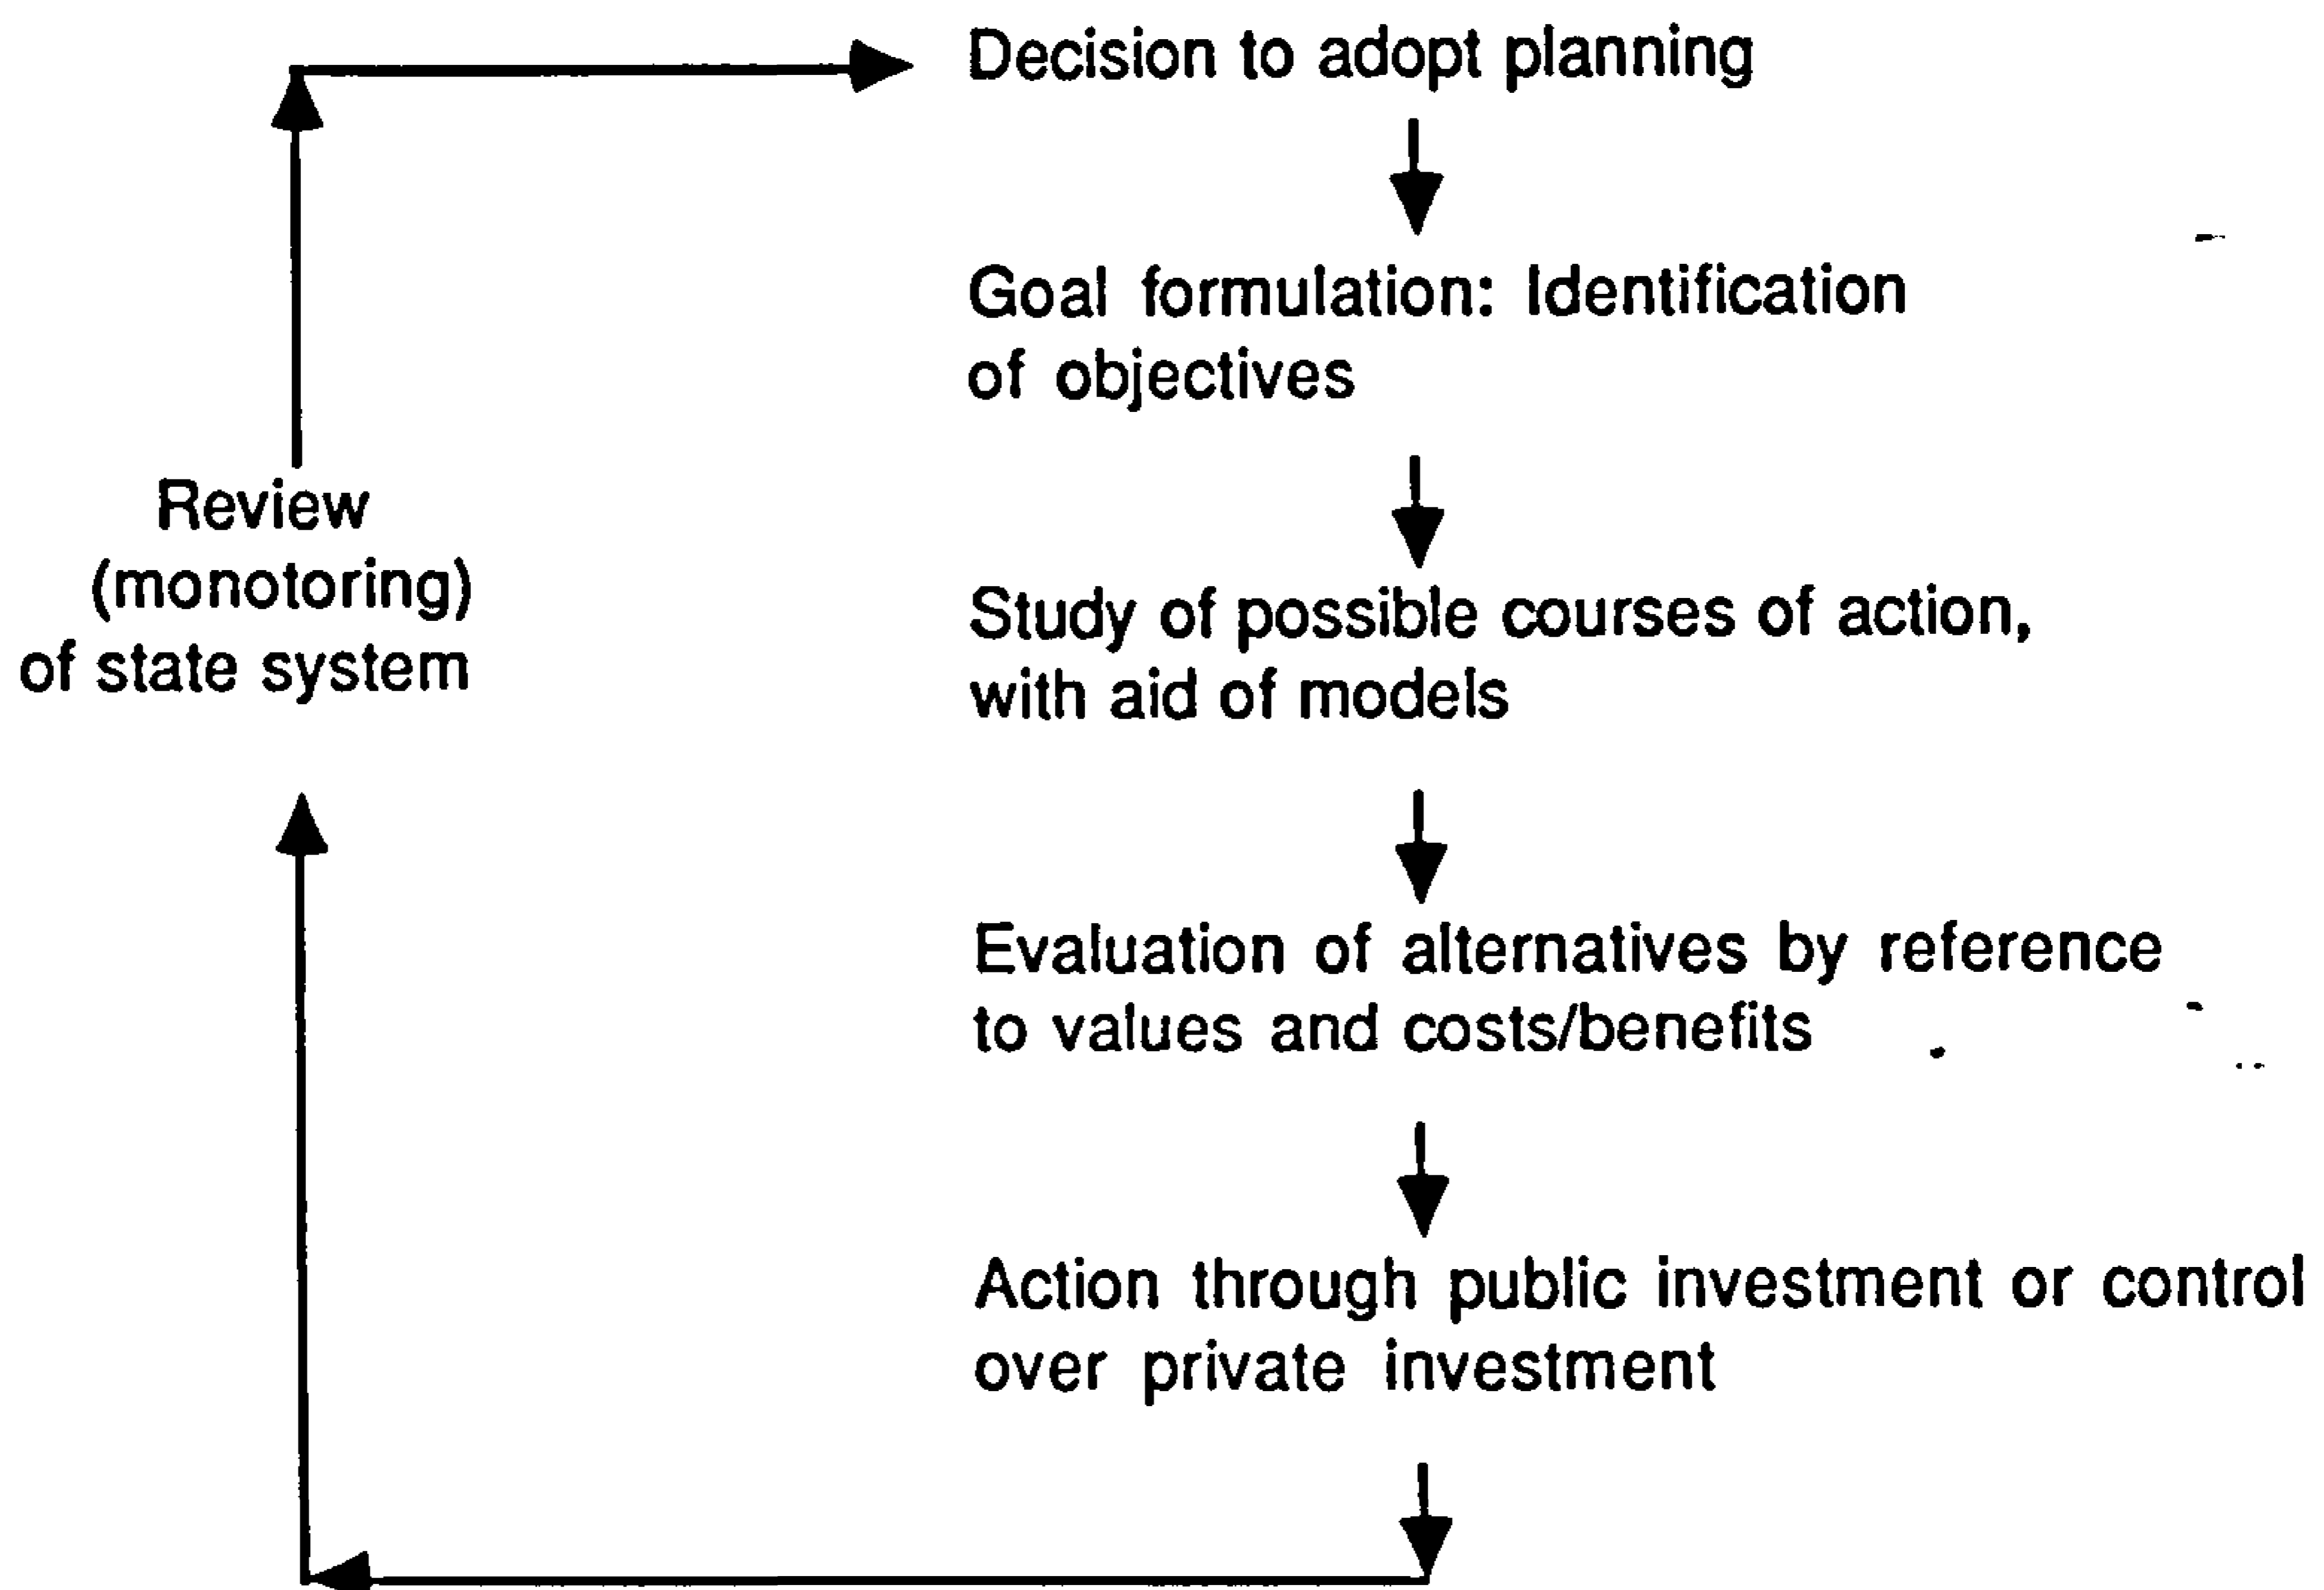 Decision to adopt planning
Goal formulation: Identification
of objectives
Study of possible courses of action,
with aid of models
Evaluation of alternatives by reference
to values and costs/benefits
Action through public investment or control
over private investment
Review
(monotoring)
of state system